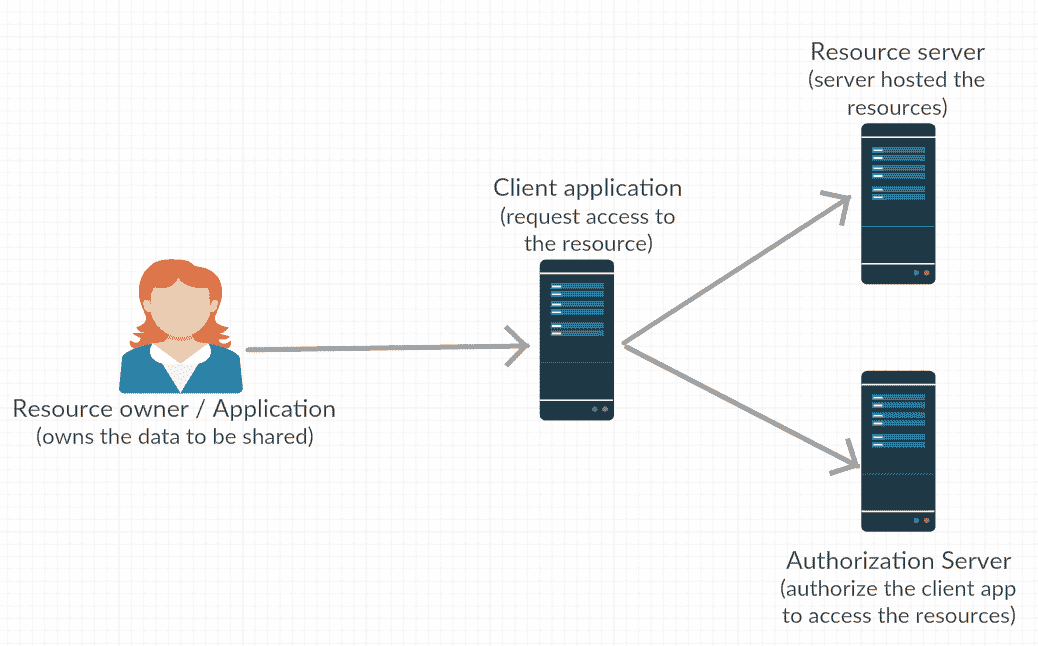 Resource server
(server hosted the
resources)
Client application
(request access to
the resource)
Resource owner / Application
(owns the data to be shared)
Authorization Server
(authorize the client app
to access the resources)